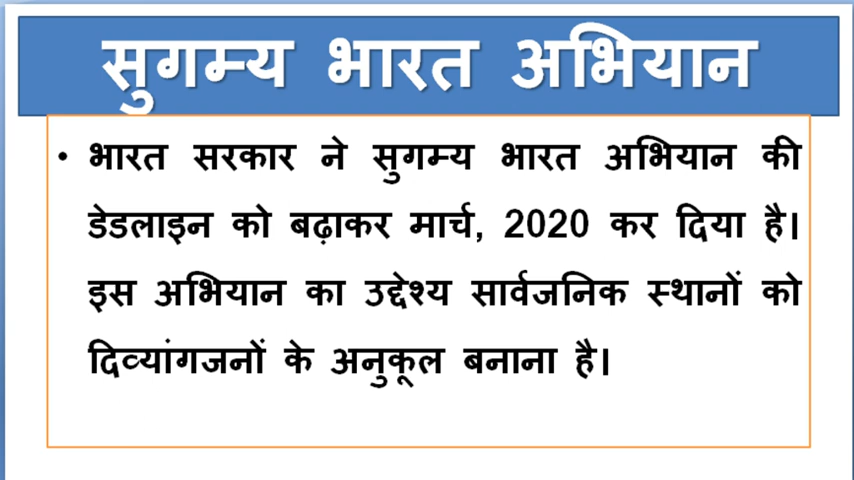 सुगम्य भारत अभियान
• भारत सरकार ने सुगम्य भारत अभियान की
डेडलाइन को बढ़ाकर मार्च, 2020 कर दिया है।
इस अभियान का उद्देश्य सार्वजनिक स्थानों को
दिव्यांगजनों के अनुकूल बनाना है।